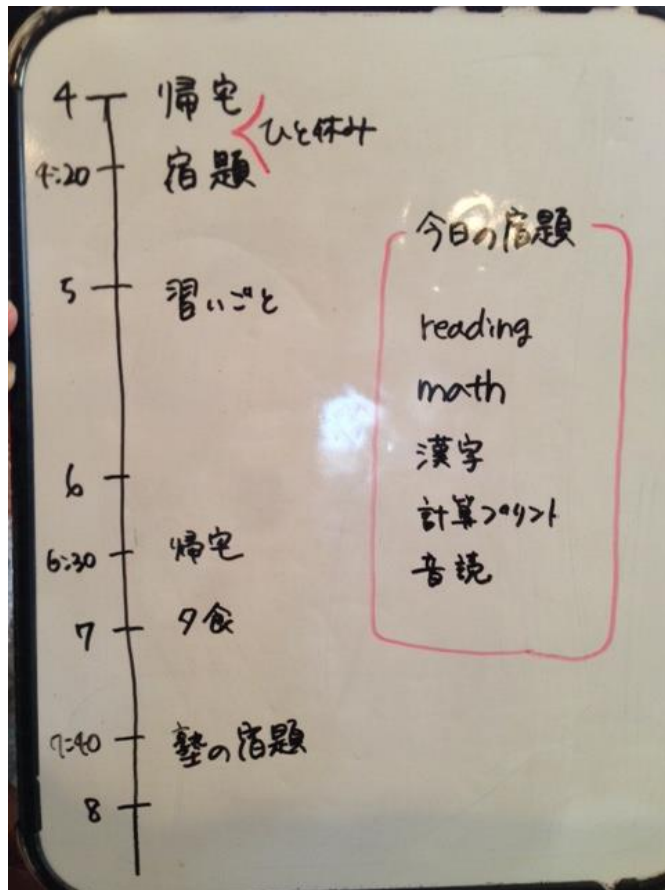 4 帰宅
ひと休み
4:20 宿題
5 習いごと
6
6:30 帰宅
7 夕食
7:40 塾の宿題
8
今日の宿題
reading
math
漢字
計算プリント
音読